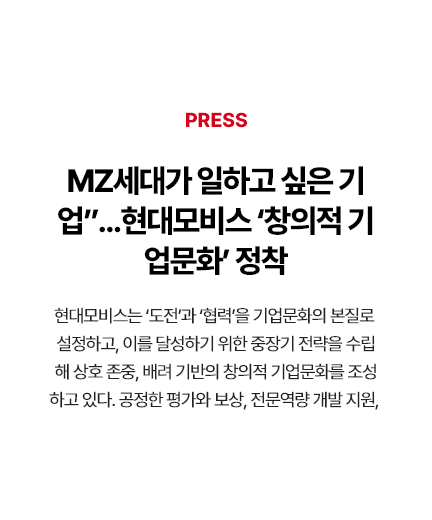 PRESS
MZ세대가 일하고 싶은 기
업”...현대모비스 ‘창의적 기
업문화’ 정착
현대모비스는 ‘도전’과 ‘협력’을 기업문화의 본질로
설정하고, 이를 달성하기 위한 중장기 전략을 수립
해 상호 존중, 배려 기반의 창의적 기업문화를 조성
하고 있다. 공정한 평가와 보상, 전문역량 개발 지원,